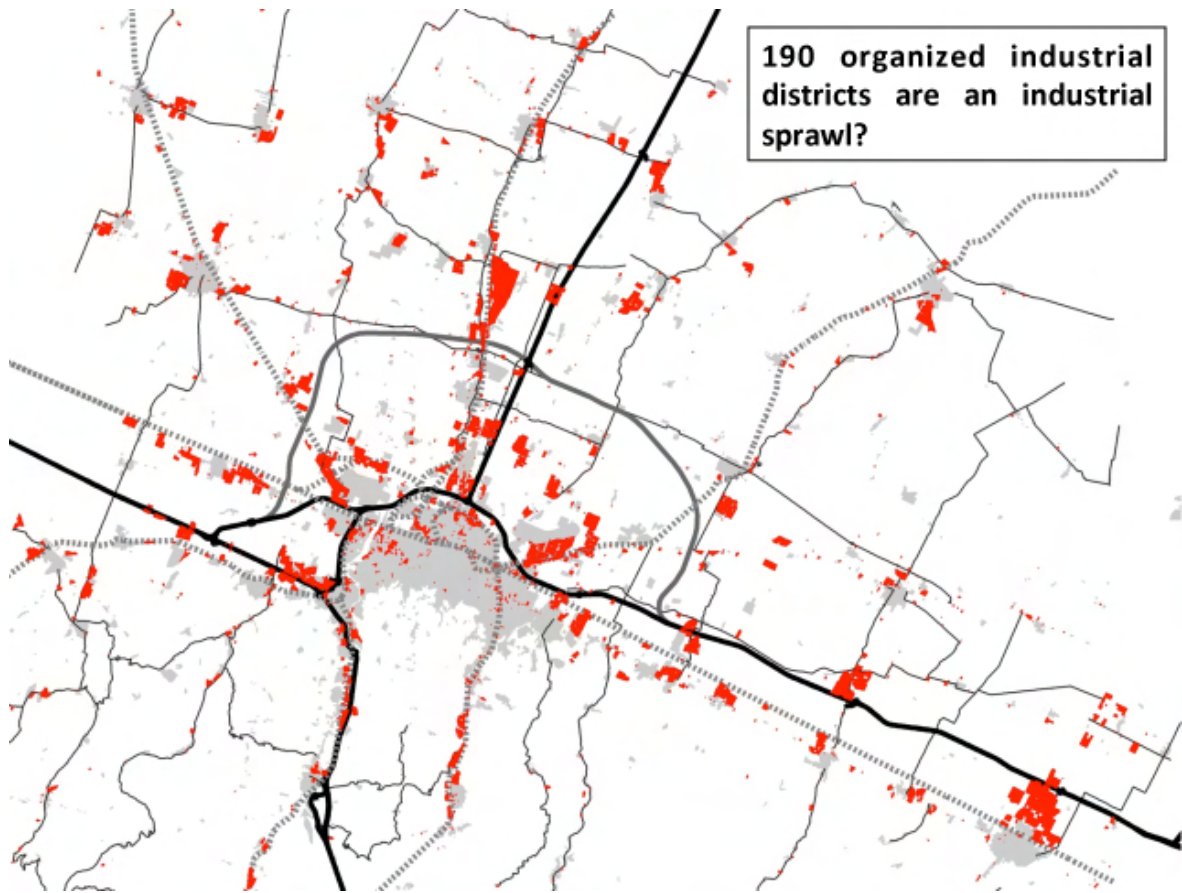 190 organized industrial
districts are an industrial
sprawl?